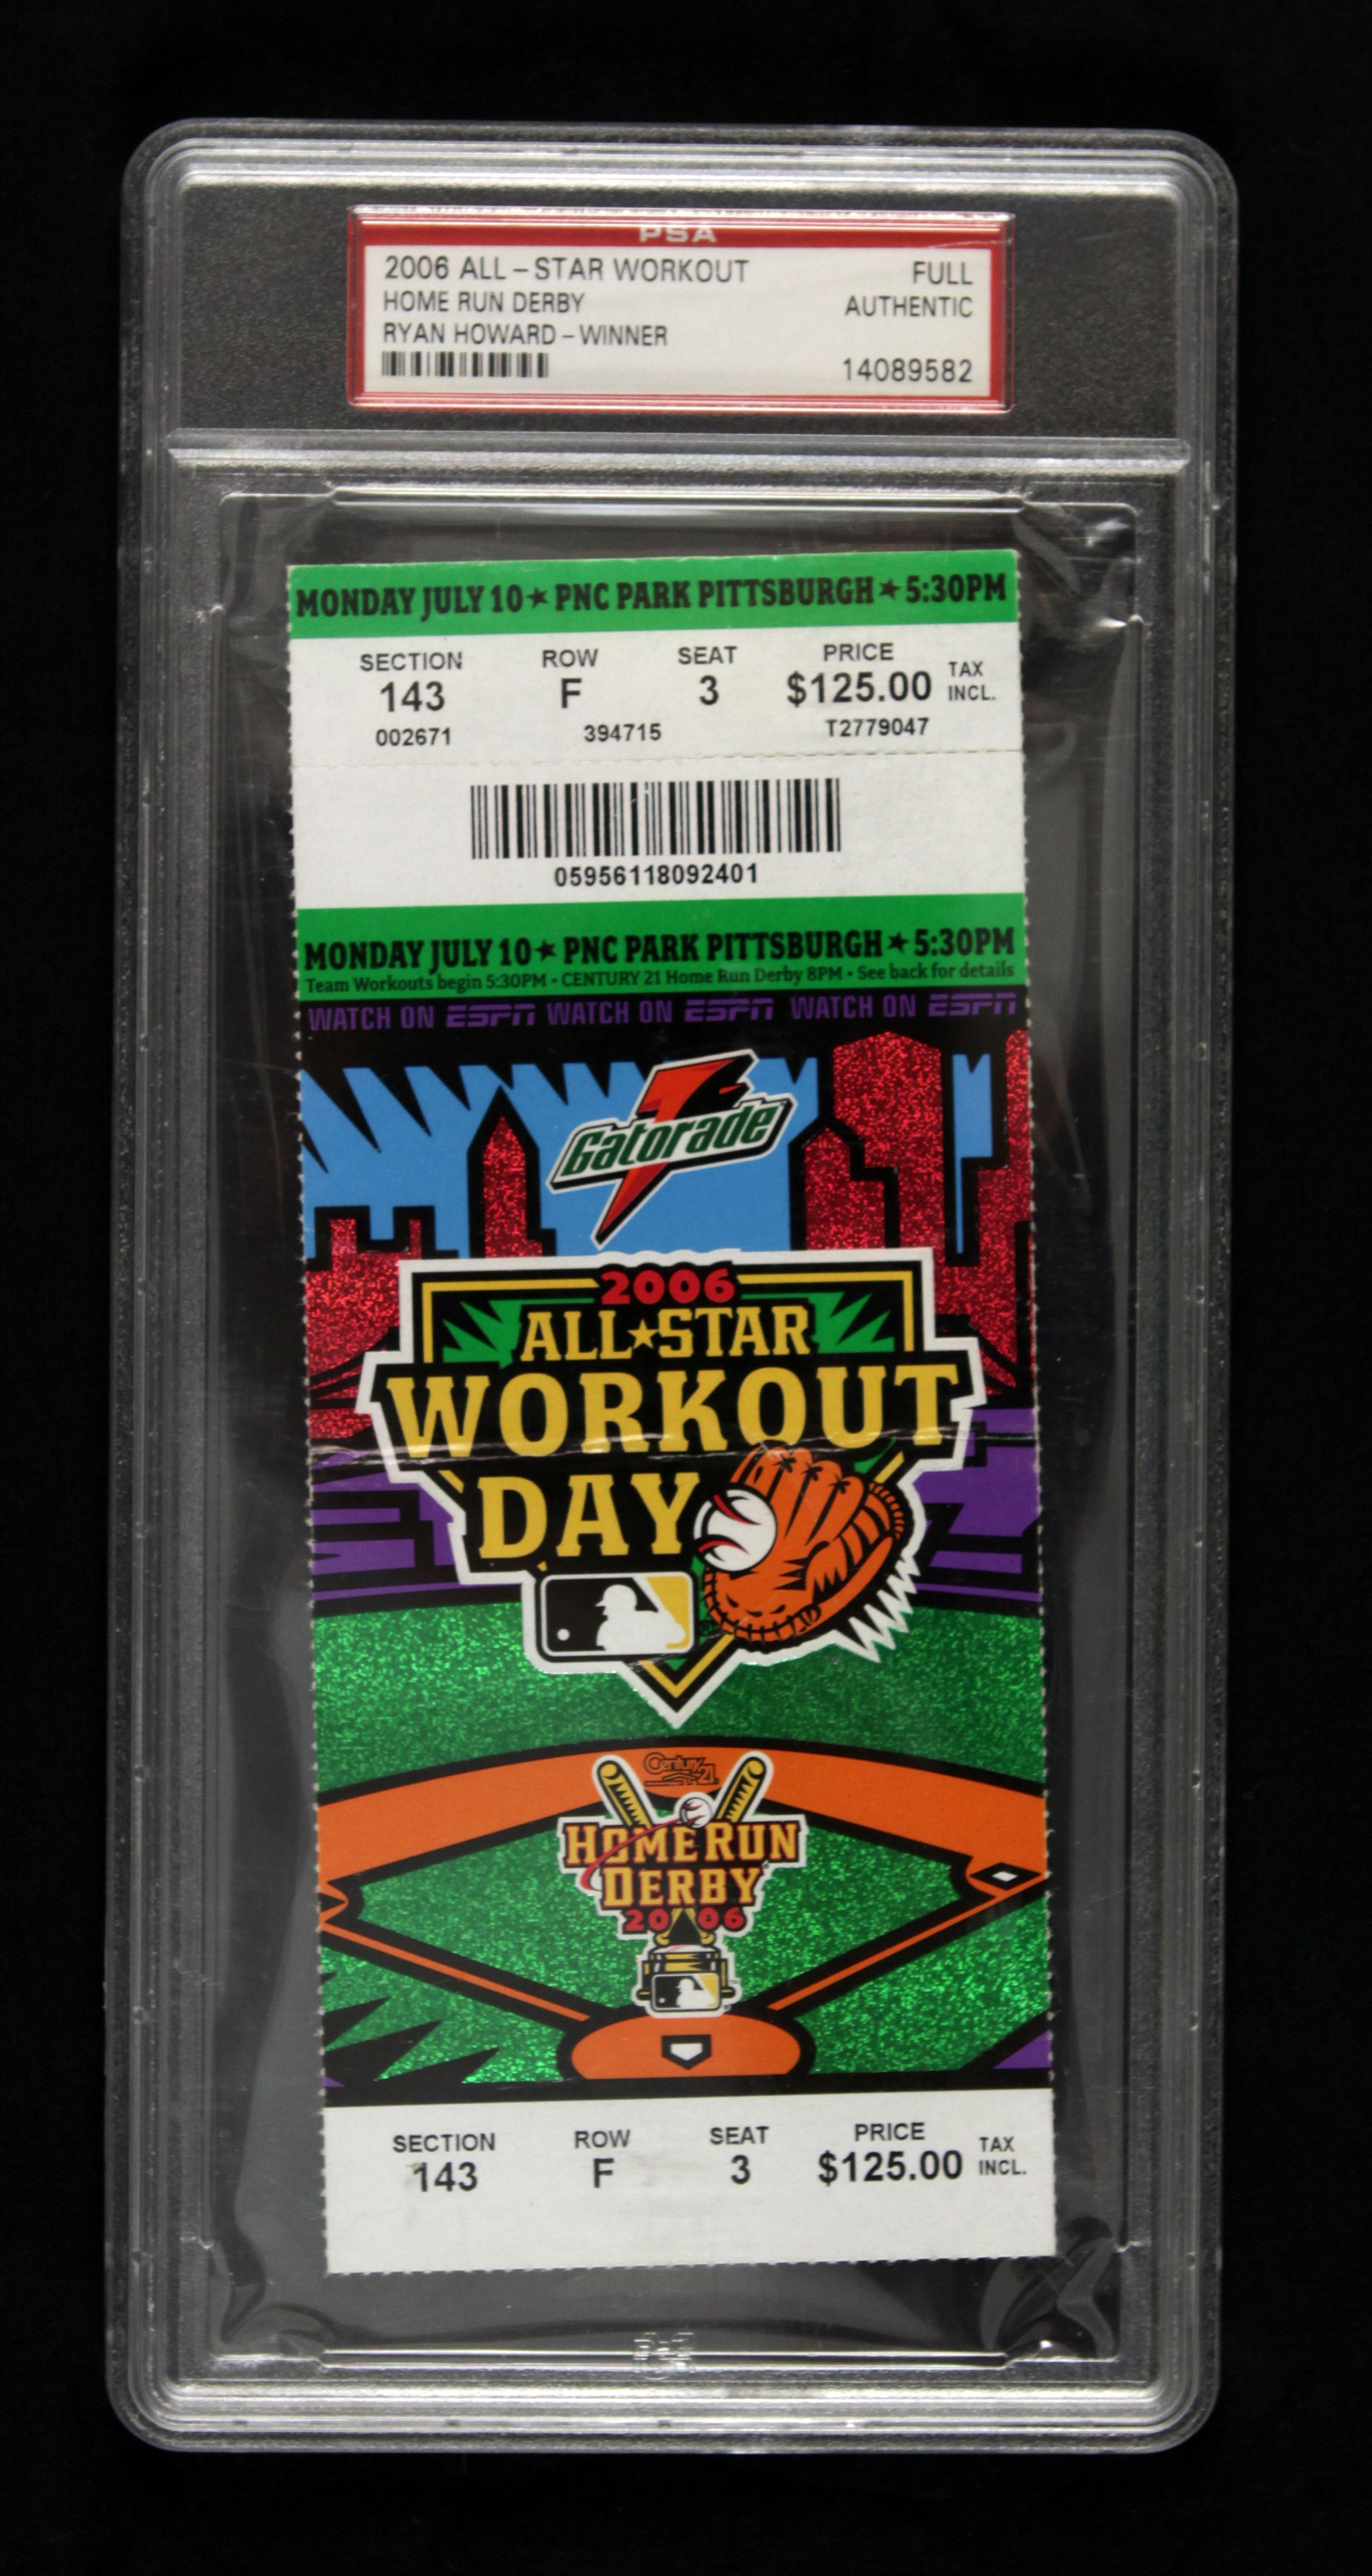 PSA
2006 ALL-STAR WORKOUT FULL
HOME RUN DERBY AUTHENTIC
RYAN HOWARD-WINNER
14089582
MONDAY JULY 10★PNC PARK PITTSBURGH★5:30PM
SECTION ROW SEAT PRICE TAX
143 F 3 $125.00 INCL.
002671 394715 T2779047
05956118092401
MONDAY JULY 10★PNC PARK PITTSBURGH★5:30PM
Team Workouts begin 5:30PM • CENTURY 21 Home Run Derby 8PM • See back for details
WATCH ON ESPN WATCH ON ESPN WATCH ON ESPN
Gatorade
2006
ALL★STAR
WORKOUT
DAY
Century 21
HOME RUN
DERBY
2006
SECTION ROW SEAT PRICE TAX
143 F 3 $125.00 INCL.